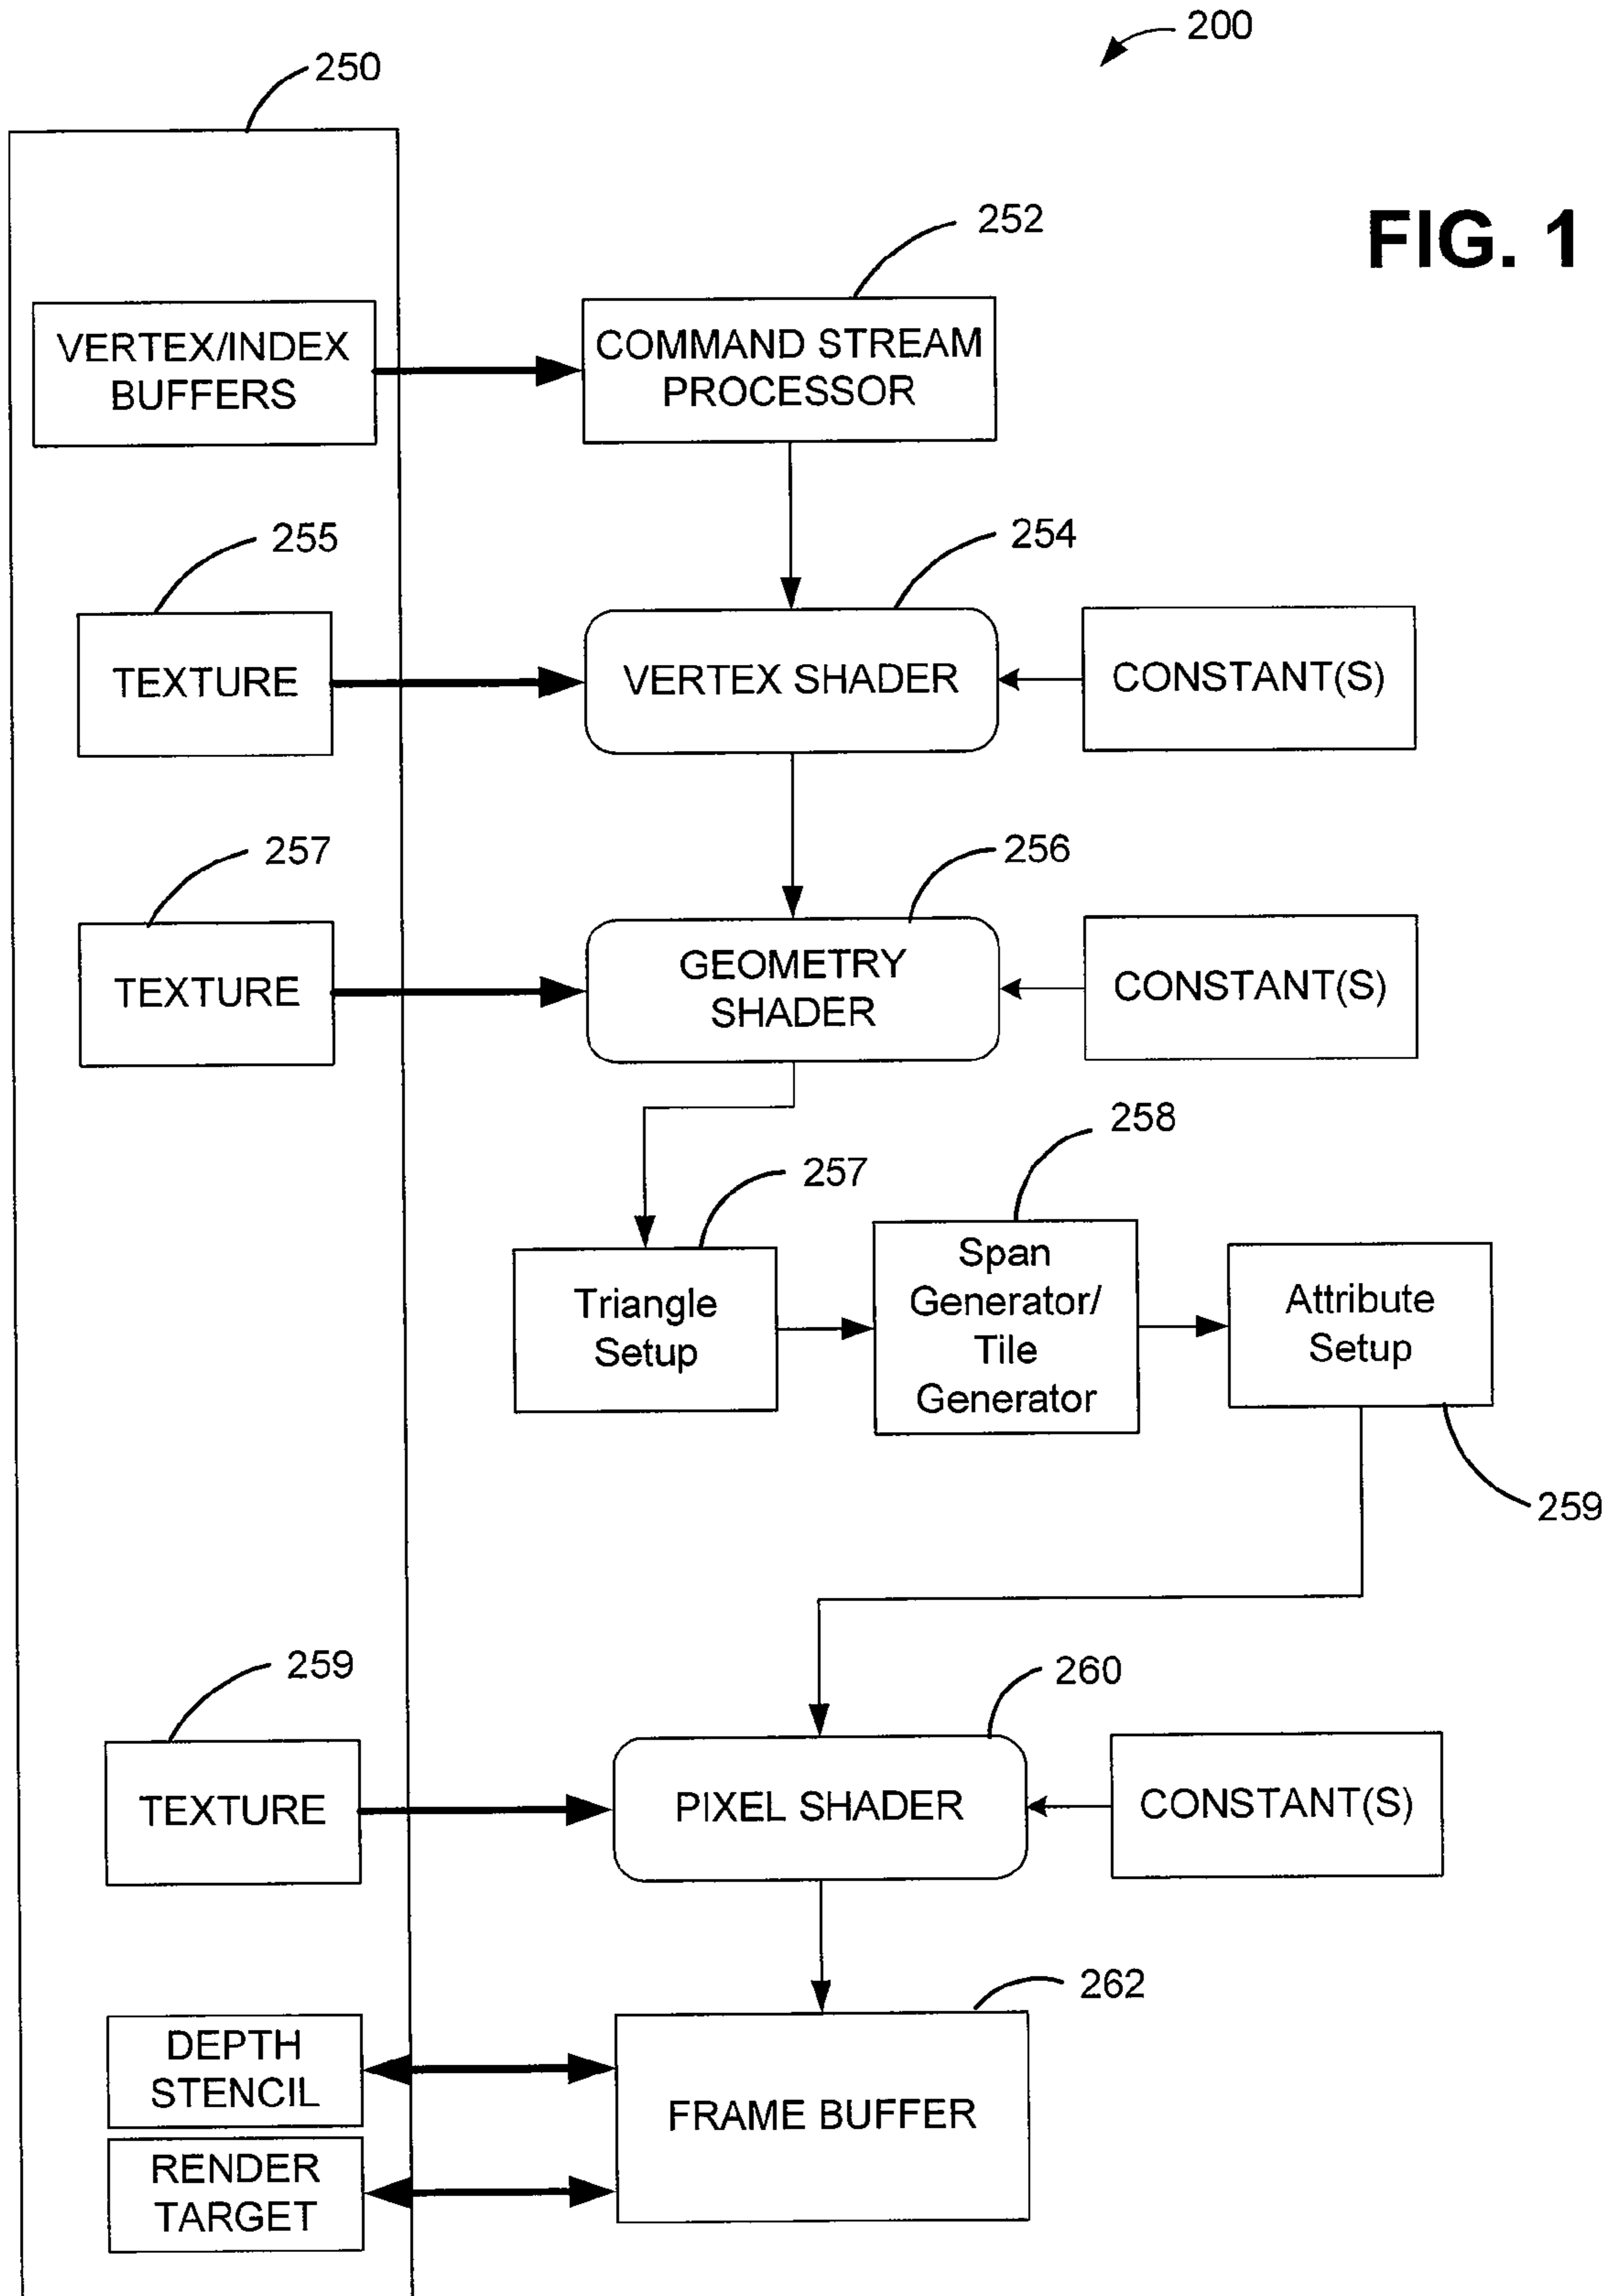 200
250
252
FIG. 1
VERTEX/INDEX
BUFFERS
COMMAND STREAM
PROCESSOR
255
254
TEXTURE
VERTEX SHADER
CONSTANT(S)
257
256
TEXTURE
GEOMETRY
SHADER
CONSTANT(S)
258
257
Triangle
Setup
Span
Generator/
Tile
Generator
Attribute
Setup
259
259
260
TEXTURE
PIXEL SHADER
CONSTANT(S)
262
DEPTH
STENCIL
FRAME BUFFER
RENDER
TARGET